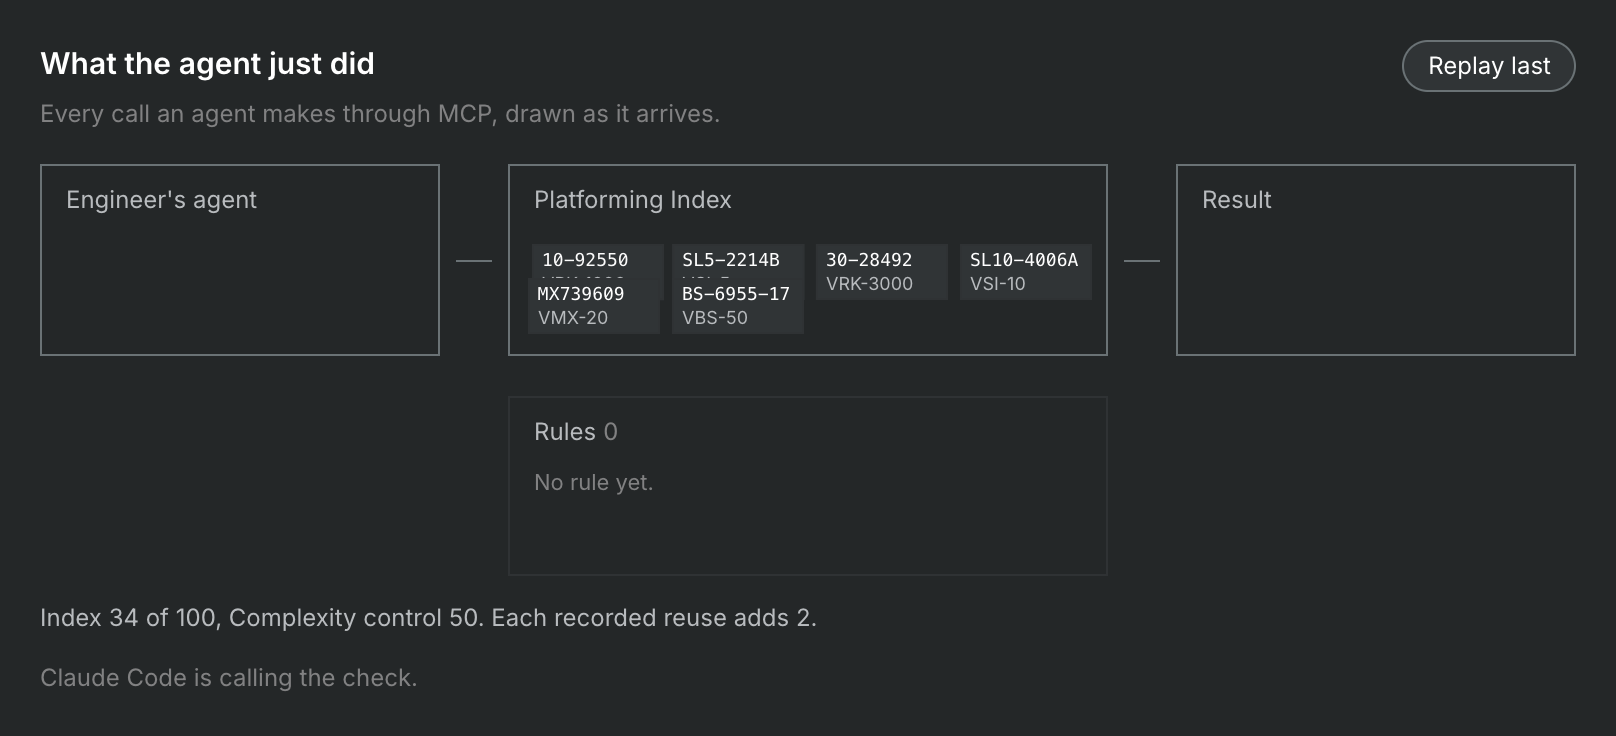 What the agent just did
Replay last
Every call an agent makes through MCP, drawn as it arrives.
Engineer's agent
Platforming Index
10−92550
SL5−2214B
30−28492
VRK-3000
SL10−4006A
VSI-10
MX739609
VMX-20
BS−6955−17
VBS-50
Result
Rules 0
No rule yet.
Index 34 of 100, Complexity control 50. Each recorded reuse adds 2.
Claude Code is calling the check.